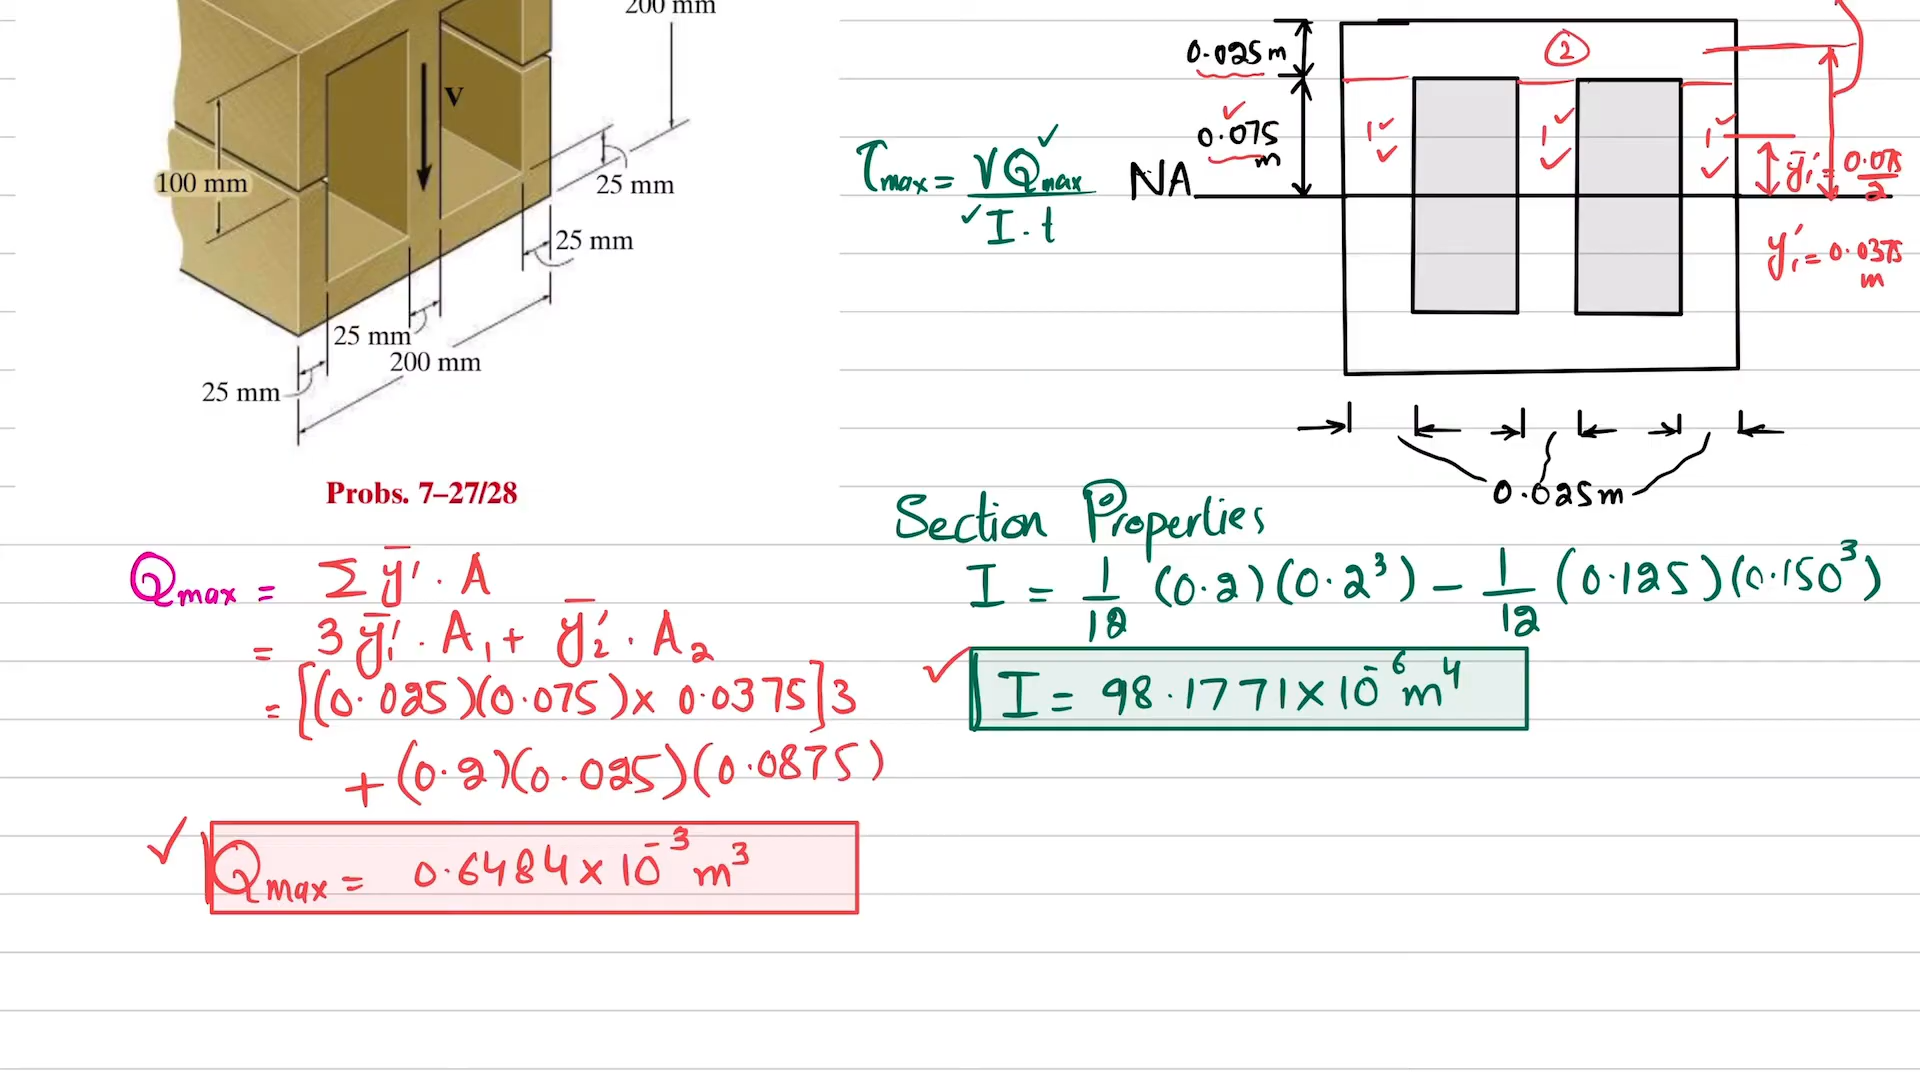 200 mm
V
100 mm
25 mm
25 mm
25 mm
200 mm
25 mm
Probs. 7–27/28
τmax = VQmax / I·t
0.025m
0.075 m
NA
2
1 1 1
ȳ1' = 0.075/2
y1' = 0.0375 m
0.025m
Section Properties
I = 1/12 (0.2)(0.2³) − 1/12 (0.125)(0.150³)
I = 98.1771×10⁻⁶ m⁴
Qmax = Σ ȳ'·A
= 3 ȳ1'·A1 + ȳ2'·A2
= [(0.025)(0.075)× 0.0375]3
+ (0.2)(0.025)(0.0875)
Qmax = 0.6484×10⁻³ m³